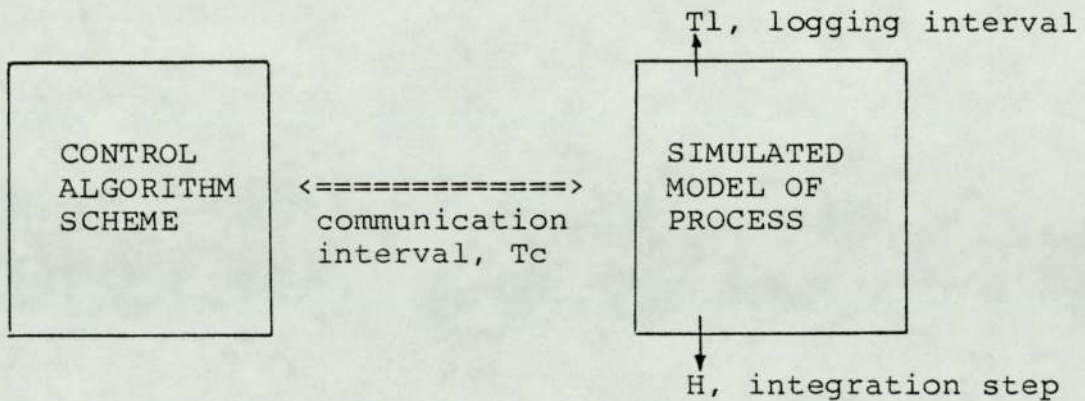 Tl, logging interval
CONTROL
ALGORITHM
SCHEME
<=============>
communication
interval, Tc
SIMULATED
MODEL OF
PROCESS
H, integration step